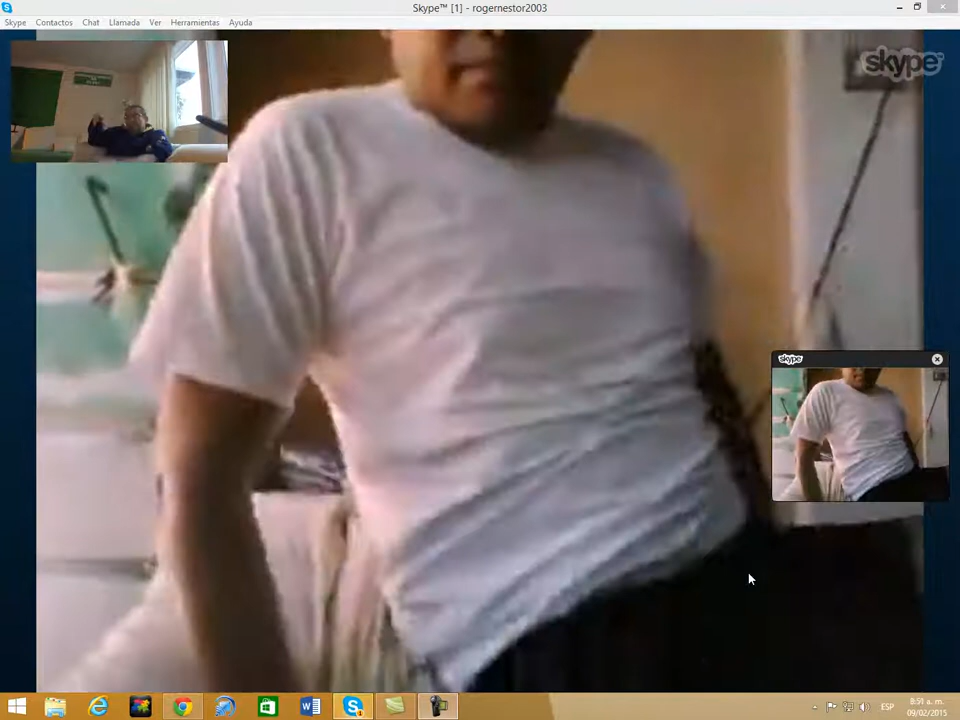 Skype™ [1] - rogernestor2003
Skype Contactos Chat Llamada Ver Herramientas Ayuda
skype
skype
ESP
8:51 a. m.
09/02/2015